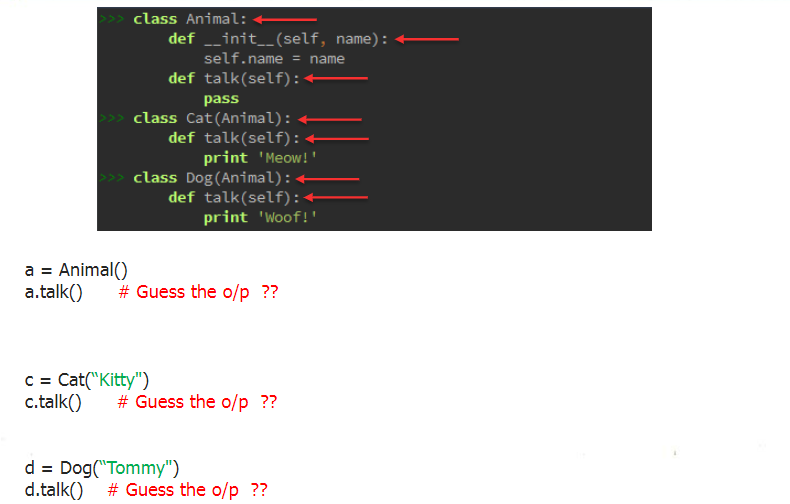 >>> class Animal:
def __init__(self, name):
self.name = name
def talk(self):
pass
>>> class Cat(Animal):
def talk(self):
print 'Meow!'
>>> class Dog(Animal):
def talk(self):
print 'Woof!'
a = Animal()
a.talk() # Guess the o/p ??
c = Cat(“Kitty")
c.talk() # Guess the o/p ??
d = Dog(“Tommy")
d.talk() # Guess the o/p ??